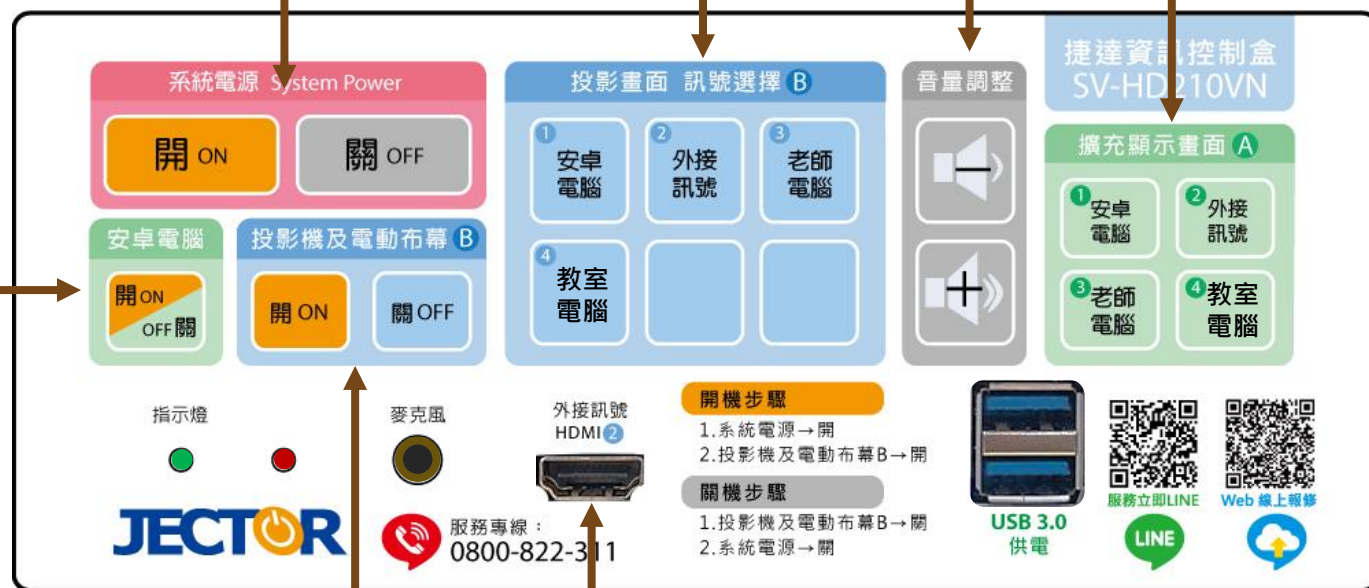 系統電源 System Power
開 ON
關 OFF
安卓電腦
開 ON
OFF 關
投影機及電動布幕 B
開 ON
關 OFF
投影畫面 訊號選擇 B
1
安卓
電腦
2
外接
訊號
3
老師
電腦
4
教室
電腦
音量調整
捷達資訊控制盒
SV-HD210VN
擴充顯示畫面 A
1
安卓
電腦
2
外接
訊號
3
老師
電腦
4
教室
電腦
指示燈
麥克風
外接訊號
HDMI 2
開機步驟
1.系統電源→開
2.投影機及電動布幕B→開
關機步驟
1.投影機及電動布幕B→關
2.系統電源→關
JECTOR
服務專線：
0800-822-311
USB 3.0
供電
服務立即LINE
LINE
Web 線上報修